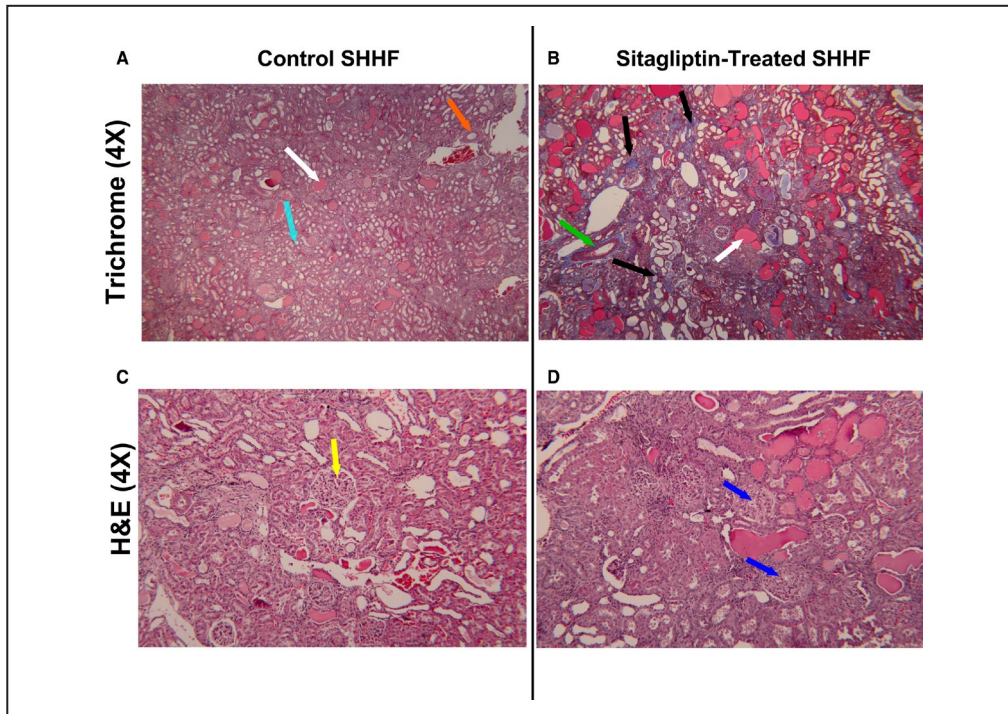 A
Control SHHF
B
Sitagliptin-Treated SHHF
Trichrome (4X)
C
D
H&E (4X)